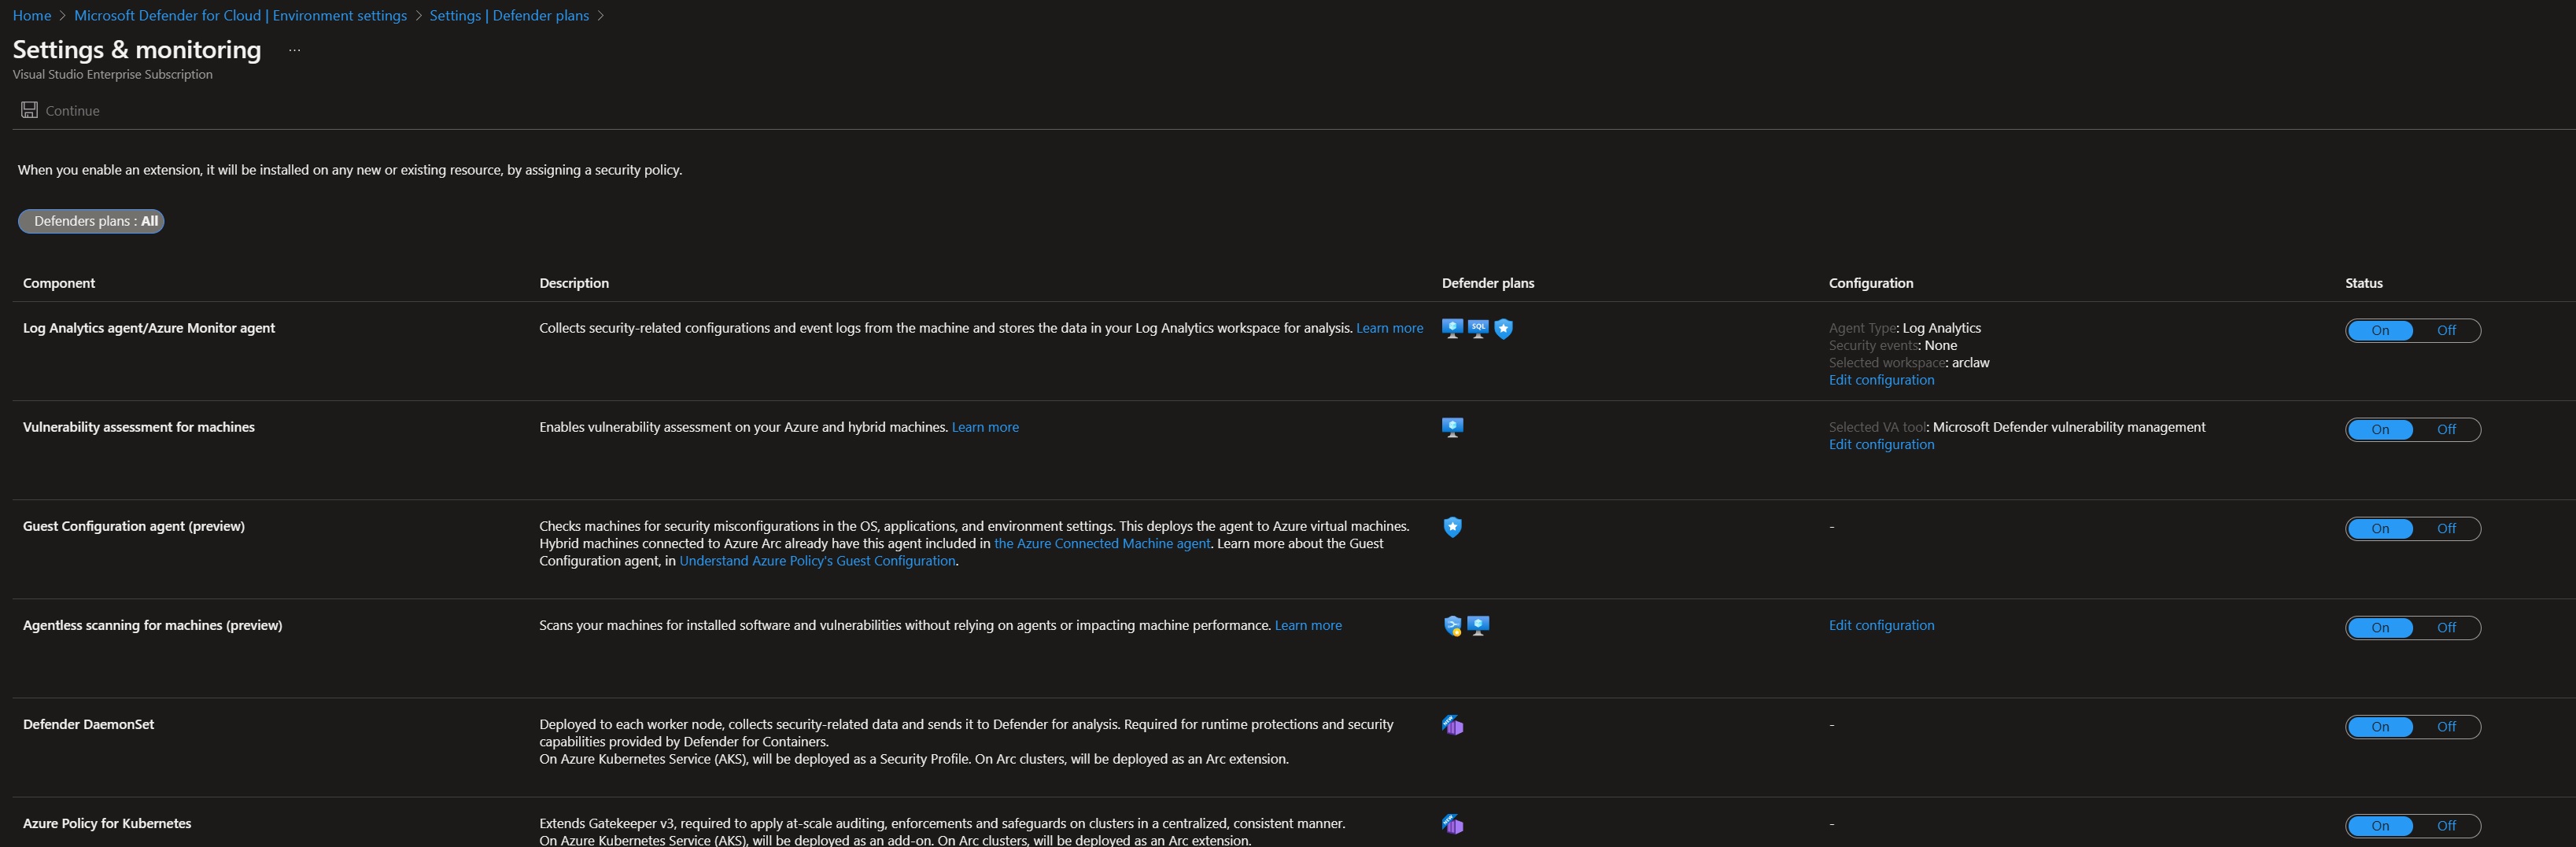 Home > Microsoft Defender for Cloud | Environment settings > Settings | Defender plans >
Settings & monitoring ...
Visual Studio Enterprise Subscription
Continue
When you enable an extension, it will be installed on any new or existing resource, by assigning a security policy.
Defenders plans : All
Component Description Defender plans Configuration Status
Log Analytics agent/Azure Monitor agent
Collects security-related configurations and event logs from the machine and stores the data in your Log Analytics workspace for analysis. Learn more
SQL
Agent Type: Log Analytics
Security events: None
Selected workspace: arclaw
Edit configuration
On Off
Vulnerability assessment for machines
Enables vulnerability assessment on your Azure and hybrid machines. Learn more
Selected VA tool: Microsoft Defender vulnerability management
Edit configuration
On Off
Guest Configuration agent (preview)
Checks machines for security misconfigurations in the OS, applications, and environment settings. This deploys the agent to Azure virtual machines.
Hybrid machines connected to Azure Arc already have this agent included in the Azure Connected Machine agent. Learn more about the Guest
Configuration agent, in Understand Azure Policy's Guest Configuration.
-
On Off
Agentless scanning for machines (preview)
Scans your machines for installed software and vulnerabilities without relying on agents or impacting machine performance. Learn more
Edit configuration
On Off
Defender DaemonSet
Deployed to each worker node, collects security-related data and sends it to Defender for analysis. Required for runtime protections and security
capabilities provided by Defender for Containers.
On Azure Kubernetes Service (AKS), will be deployed as a Security Profile. On Arc clusters, will be deployed as an Arc extension.
-
On Off
Azure Policy for Kubernetes
Extends Gatekeeper v3, required to apply at-scale auditing, enforcements and safeguards on clusters in a centralized, consistent manner.
On Azure Kubernetes Service (AKS), will be deployed as an add-on. On Arc clusters, will be deployed as an Arc extension.
-
On Off